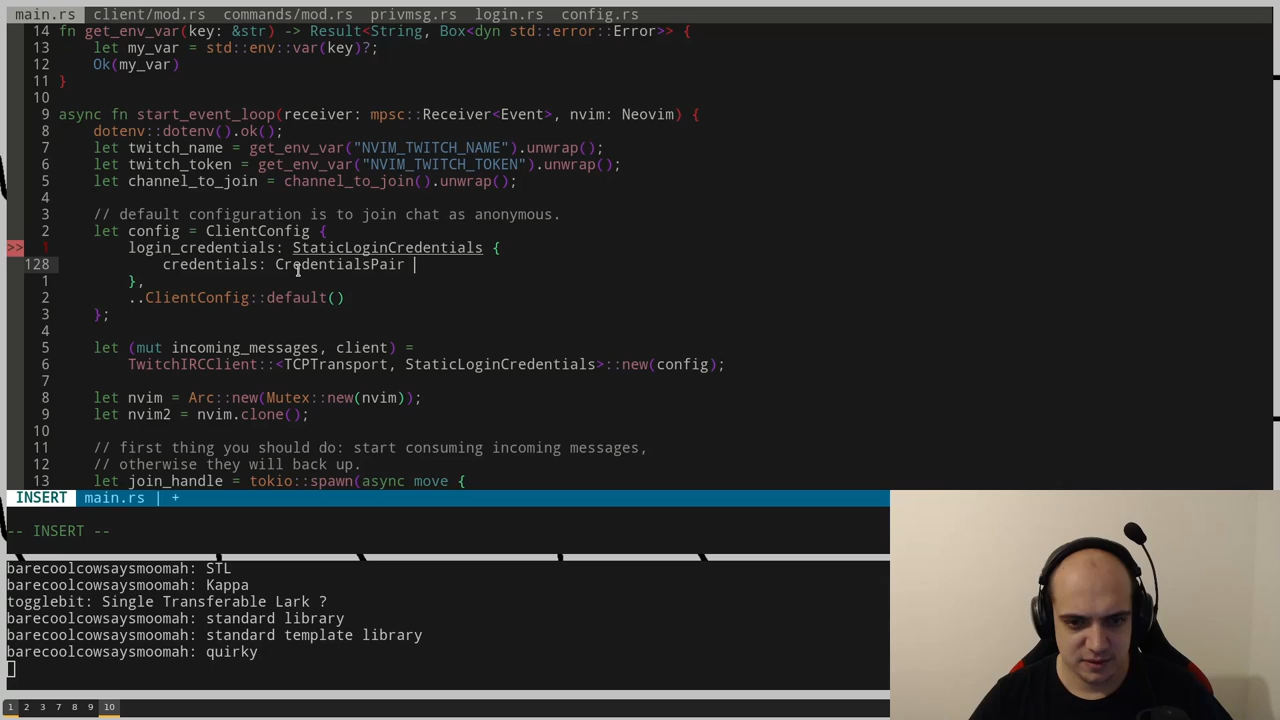 main.rs client/mod.rs commands/mod.rs privmsg.rs login.rs config.rs
14 fn get_env_var(key: &str) -> Result<String, Box<dyn std::error::Error>> {
13 let my_var = std::env::var(key)?;
12 Ok(my_var)
11 }
10
9 async fn start_event_loop(receiver: mpsc::Receiver<Event>, nvim: Neovim) {
8 dotenv::dotenv().ok();
7 let twitch_name = get_env_var("NVIM_TWITCH_NAME").unwrap();
6 let twitch_token = get_env_var("NVIM_TWITCH_TOKEN").unwrap();
5 let channel_to_join = channel_to_join().unwrap();
4
3 // default configuration is to join chat as anonymous.
2 let config = ClientConfig {
>> 1 login_credentials: StaticLoginCredentials {
128 credentials: CredentialsPair
1 },
2 ..ClientConfig::default()
3 };
4
5 let (mut incoming_messages, client) =
6 TwitchIRCClient::<TCPTransport, StaticLoginCredentials>::new(config);
7
8 let nvim = Arc::new(Mutex::new(nvim));
9 let nvim2 = nvim.clone();
10
11 // first thing you should do: start consuming incoming messages,
12 // otherwise they will back up.
13 let join_handle = tokio::spawn(async move {
INSERT main.rs | +
-- INSERT --
barecoolcowsaysmoomah: STL
barecoolcowsaysmoomah: Kappa
togglebit: Single Transferable Lark ?
barecoolcowsaysmoomah: standard library
barecoolcowsaysmoomah: standard template library
barecoolcowsaysmoomah: quirky
1 2 3 7 8 9 10